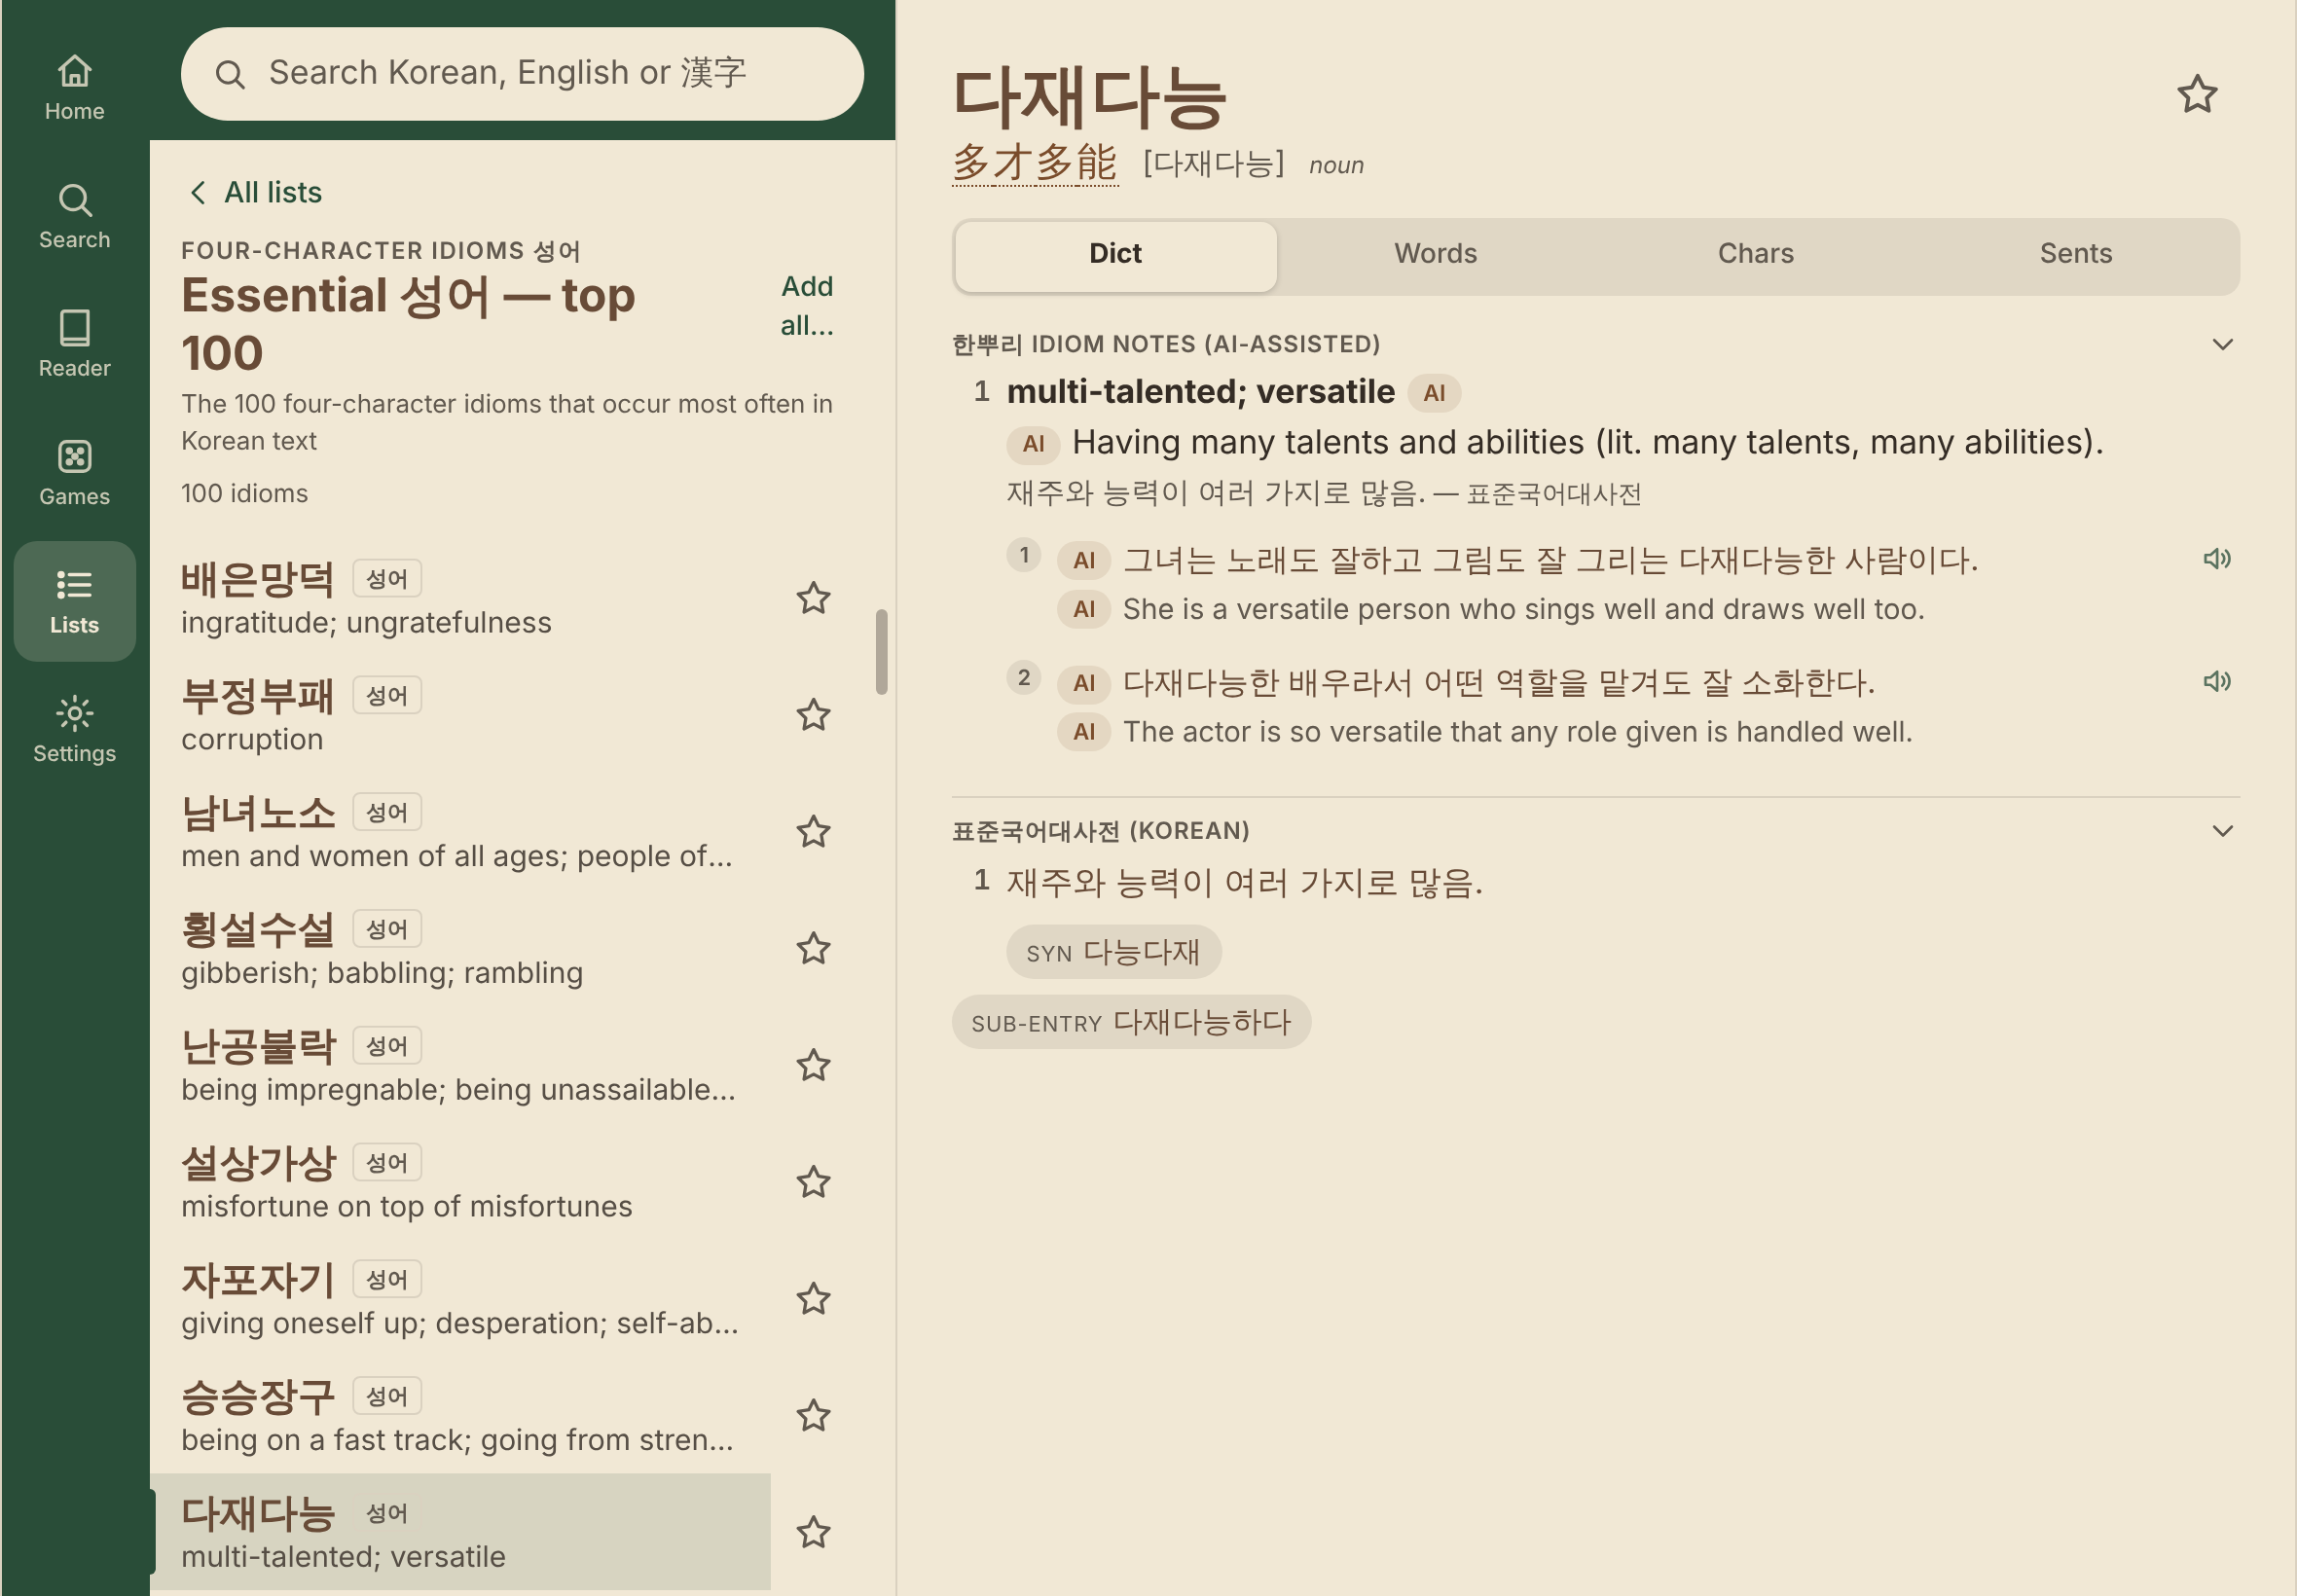 Home
Search
Reader
Games
Lists
Settings
Search Korean, English or 漢字
All lists
FOUR-CHARACTER IDIOMS 성어
Essential 성어 — top
100
Add
all...
The 100 four-character idioms that occur most often in
Korean text
100 idioms
배은망덕 성어
ingratitude; ungratefulness
부정부패 성어
corruption
남녀노소 성어
men and women of all ages; people of...
횡설수설 성어
gibberish; babbling; rambling
난공불락 성어
being impregnable; being unassailable...
설상가상 성어
misfortune on top of misfortunes
자포자기 성어
giving oneself up; desperation; self-ab...
승승장구 성어
being on a fast track; going from stren...
다재다능 성어
multi-talented; versatile
다재다능
多才多能 [다재다능] noun
Dict Words Chars Sents
한뿌리 IDIOM NOTES (AI-ASSISTED)
1 multi-talented; versatile AI
AI Having many talents and abilities (lit. many talents, many abilities).
재주와 능력이 여러 가지로 많음. — 표준국어대사전
1 AI 그녀는 노래도 잘하고 그림도 잘 그리는 다재다능한 사람이다.
AI She is a versatile person who sings well and draws well too.
2 AI 다재다능한 배우라서 어떤 역할을 맡겨도 잘 소화한다.
AI The actor is so versatile that any role given is handled well.
표준국어대사전 (KOREAN)
1 재주와 능력이 여러 가지로 많음.
SYN 다능다재
SUB-ENTRY 다재다능하다